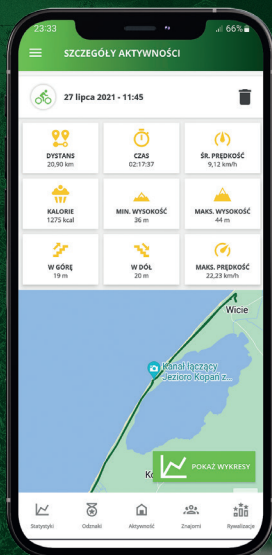 23:33
66%
SZCZEGÓŁY AKTYWNOŚCI
27 lipca 2021 - 11:45
DYSTANS
20,90 km
CZAS
02:17:37
ŚR. PRĘDKOŚĆ
9,12 km/h
KALORIE
1275 kcal
MIN. WYSOKOŚĆ
36 m
MAKS. WYSOKOŚĆ
44 m
W GÓRĘ
19 m
W DÓŁ
20 m
MAKS. PRĘDKOŚĆ
22,23 km/h
Wicie
Kanał łączący
Jezioro Kopań z...
POKAŻ WYKRESY
Statystyki
Odznaki
Aktywność
Znajomi
Rywalizacje